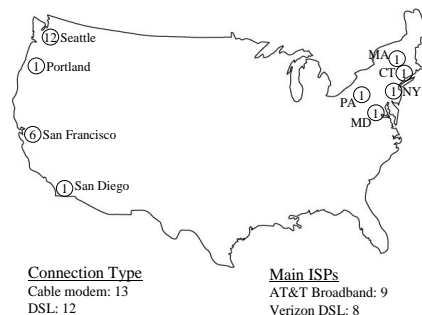 12 Seattle
1 Portland
MA 1
CT 1
PA 1
1 NY
MD 1
6 San Francisco
1 San Diego
Connection Type
Cable modem: 13
DSL: 12
Main ISPs
AT&T Broadband: 9
Verizon DSL: 8